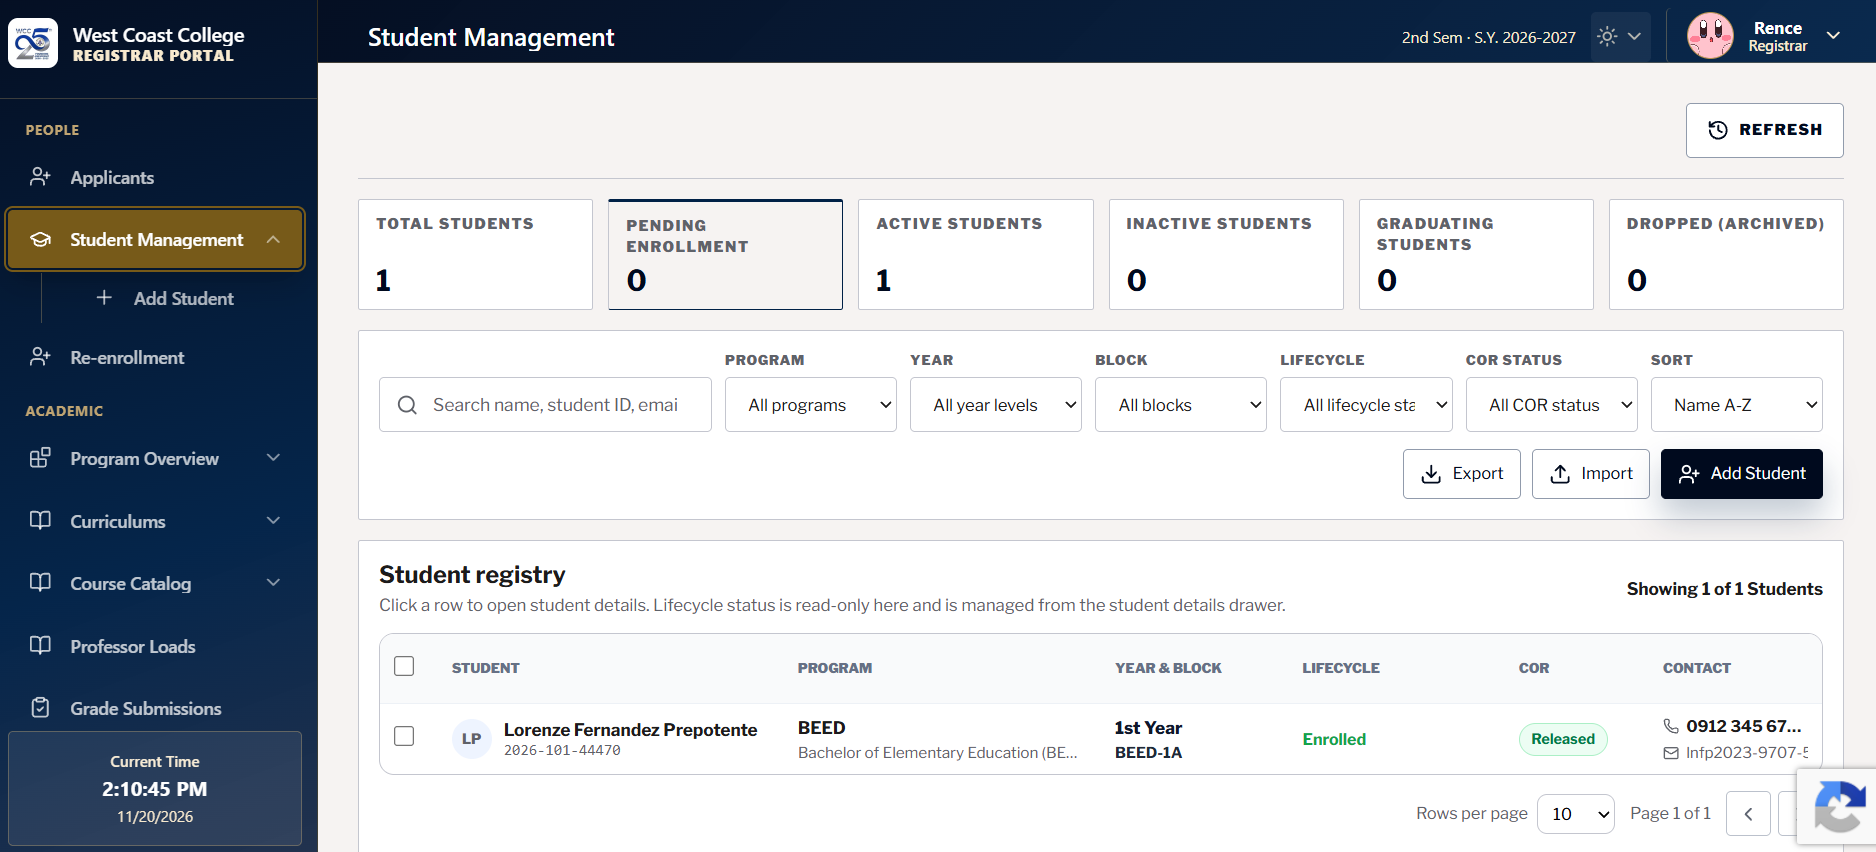 WCC
25
West Coast College
REGISTRAR PORTAL
Student Management
2nd Sem · S.Y. 2026-2027
Rence
Registrar
PEOPLE
Applicants
Student Management
Add Student
Re-enrollment
ACADEMIC
Program Overview
Curriculums
Course Catalog
Professor Loads
Grade Submissions
Current Time
2:10:45 PM
11/20/2026
REFRESH
TOTAL STUDENTS
1
PENDING
ENROLLMENT
0
ACTIVE STUDENTS
1
INACTIVE STUDENTS
0
GRADUATING
STUDENTS
0
DROPPED (ARCHIVED)
0
Search name, student ID, emai
PROGRAM
All programs
YEAR
All year levels
BLOCK
All blocks
LIFECYCLE
All lifecycle sta
COR STATUS
All COR status
SORT
Name A-Z
Export
Import
Add Student
Student registry
Click a row to open student details. Lifecycle status is read-only here and is managed from the student details drawer.
Showing 1 of 1 Students
STUDENT PROGRAM YEAR & BLOCK LIFECYCLE COR CONTACT
LP
Lorenze Fernandez Prepotente
2026-101-44470
BEED
Bachelor of Elementary Education (BE...
1st Year
BEED-1A
Enrolled
Released
0912 345 67...
lnfp2023-9707-5
Rows per page 10 Page 1 of 1